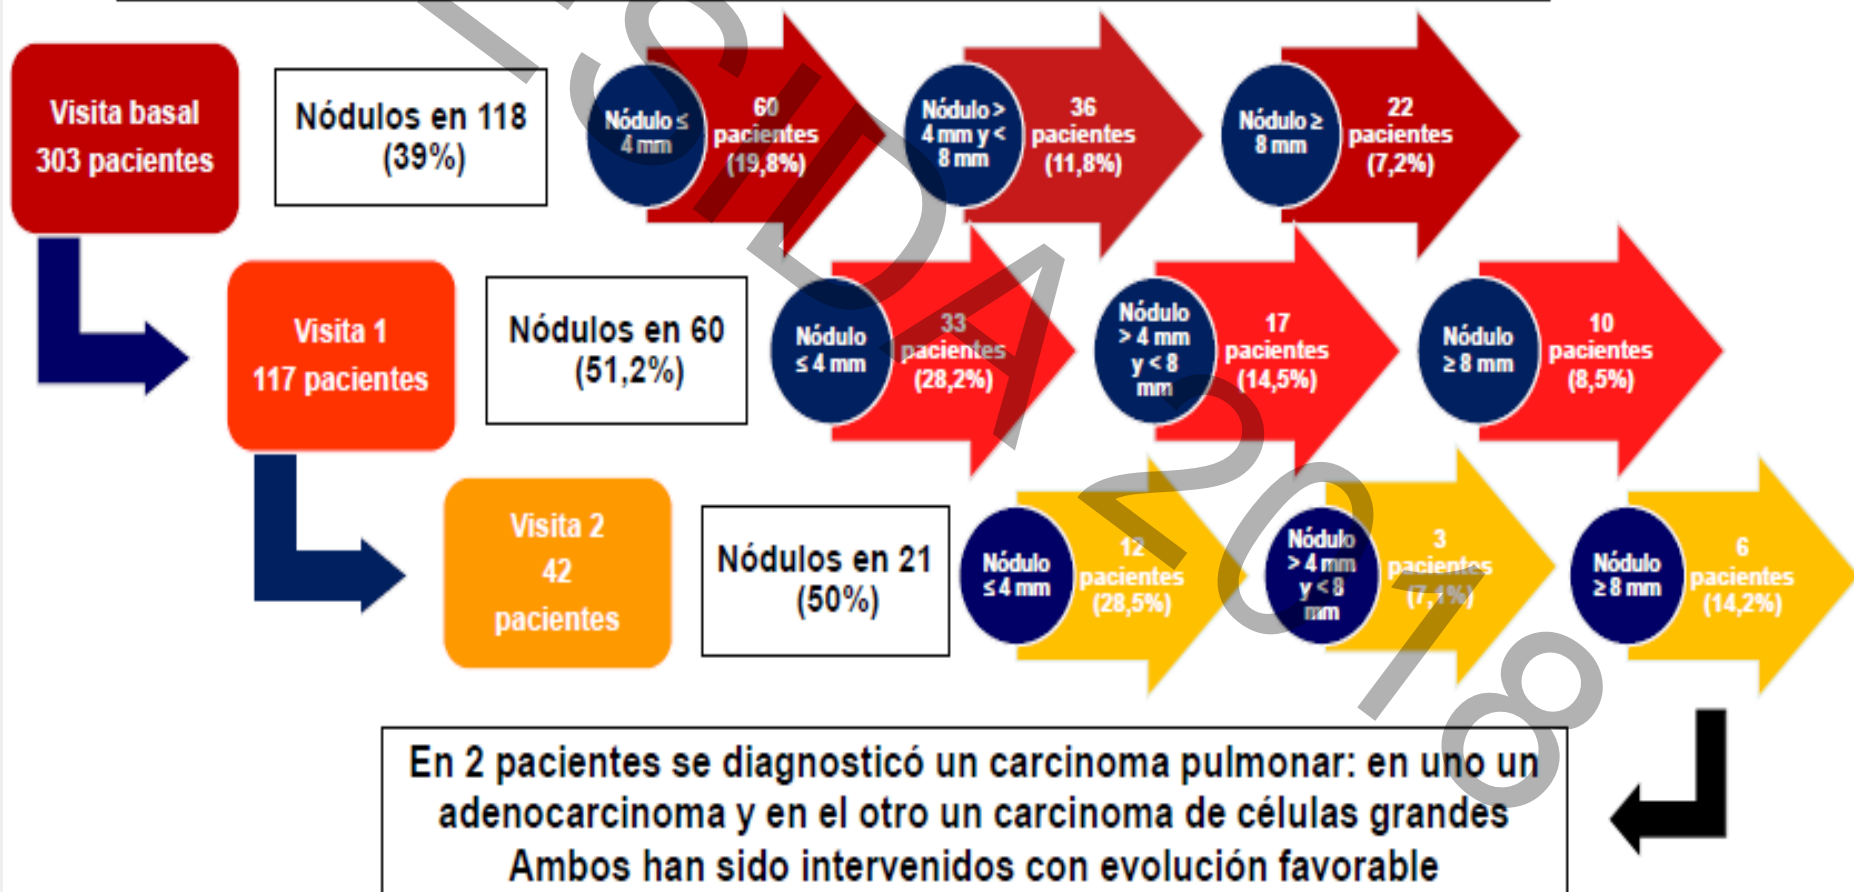 Visita basal
303 pacientes
Nódulos en 118
(39%)
Nódulo ≤
4 mm
60
pacientes
(19,8%)
Nódulo >
4 mm y <
8 mm
36
pacientes
(11,8%)
Nódulo ≥
8 mm
22
pacientes
(7,2%)
Visita 1
117 pacientes
Nódulos en 60
(51,2%)
Nódulo
≤ 4 mm
33
pacientes
(28,2%)
Nódulo
> 4 mm
y < 8
mm
17
pacientes
(14,5%)
Nódulo
≥ 8 mm
10
pacientes
(8,5%)
Visita 2
42
pacientes
Nódulos en 21
(50%)
Nódulo
≤ 4 mm
12
pacientes
(28,5%)
Nódulo
> 4 mm
y < 8
mm
3
pacientes
(7,1%)
Nódulo
≥ 8 mm
6
pacientes
(14,2%)
En 2 pacientes se diagnosticó un carcinoma pulmonar: en uno un
adenocarcinoma y en el otro un carcinoma de células grandes
Ambos han sido intervenidos con evolución favorable
SIDA 2018